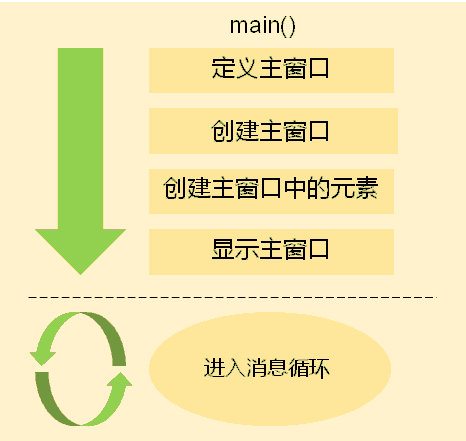 main()
定义主窗口
创建主窗口
创建主窗口中的元素
显示主窗口
进入消息循环